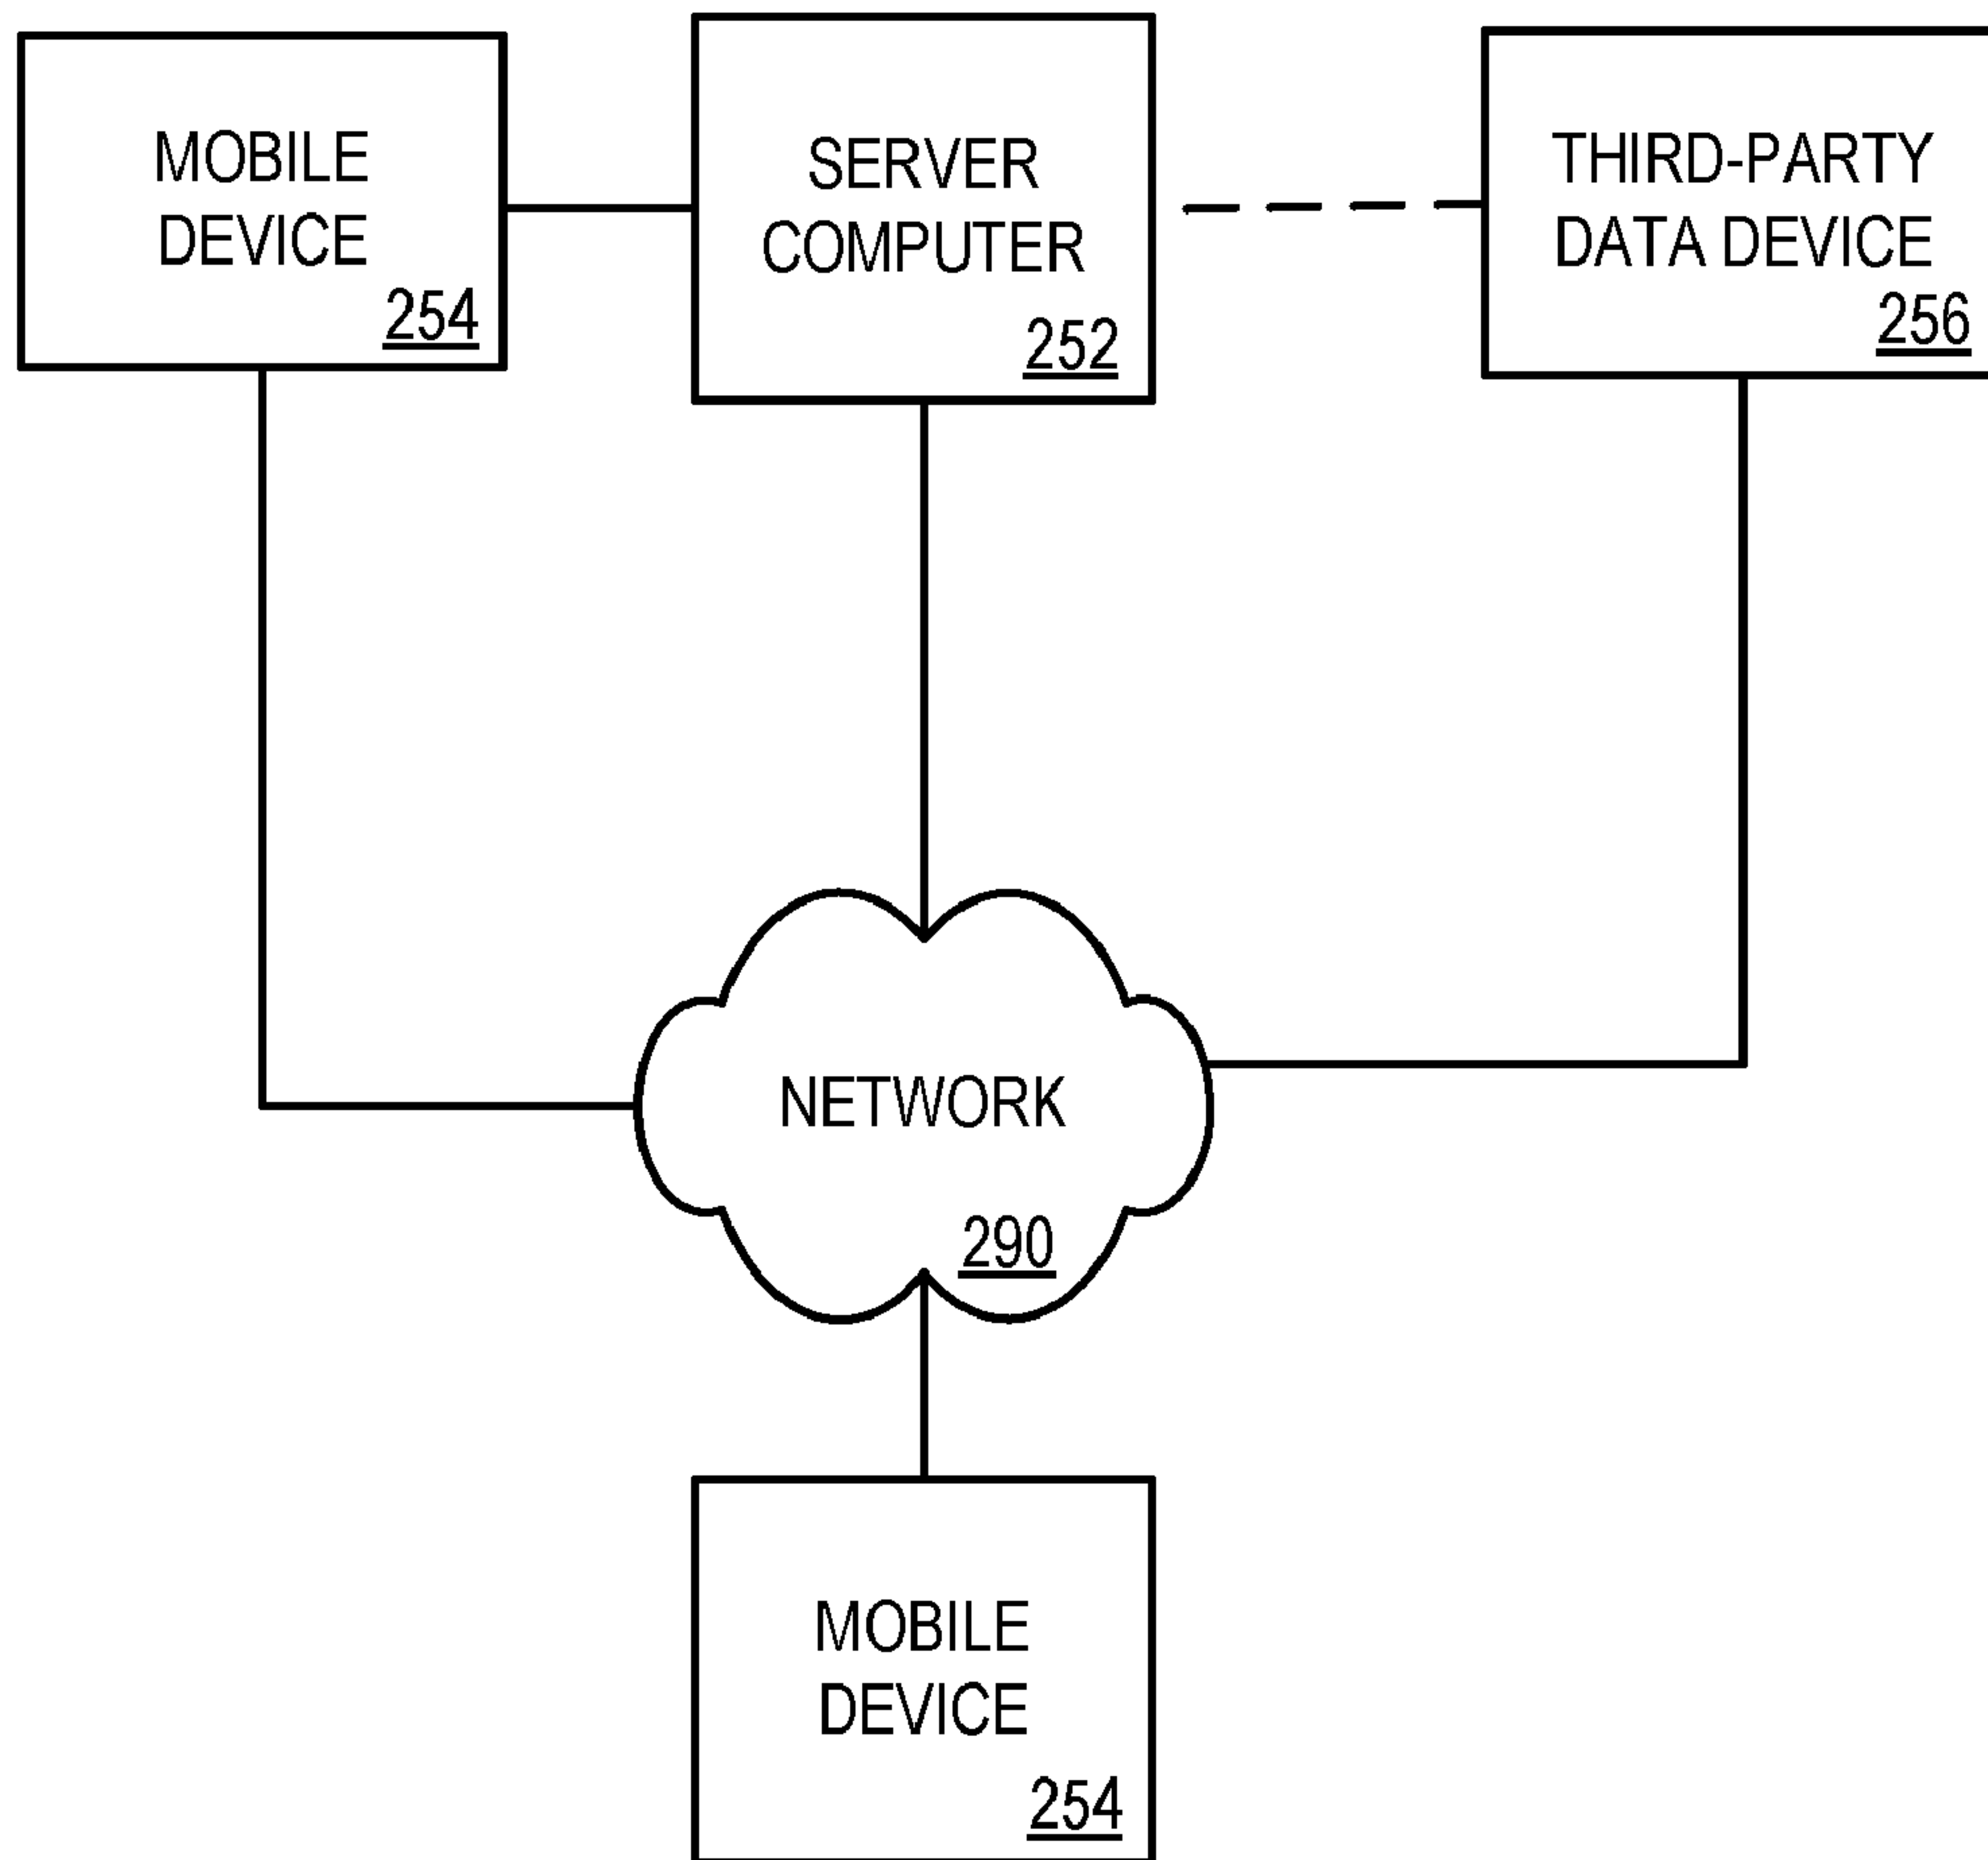 MOBILE
DEVICE
254
SERVER
COMPUTER
252
THIRD-PARTY
DATA DEVICE
256
NETWORK
290
MOBILE
DEVICE
254